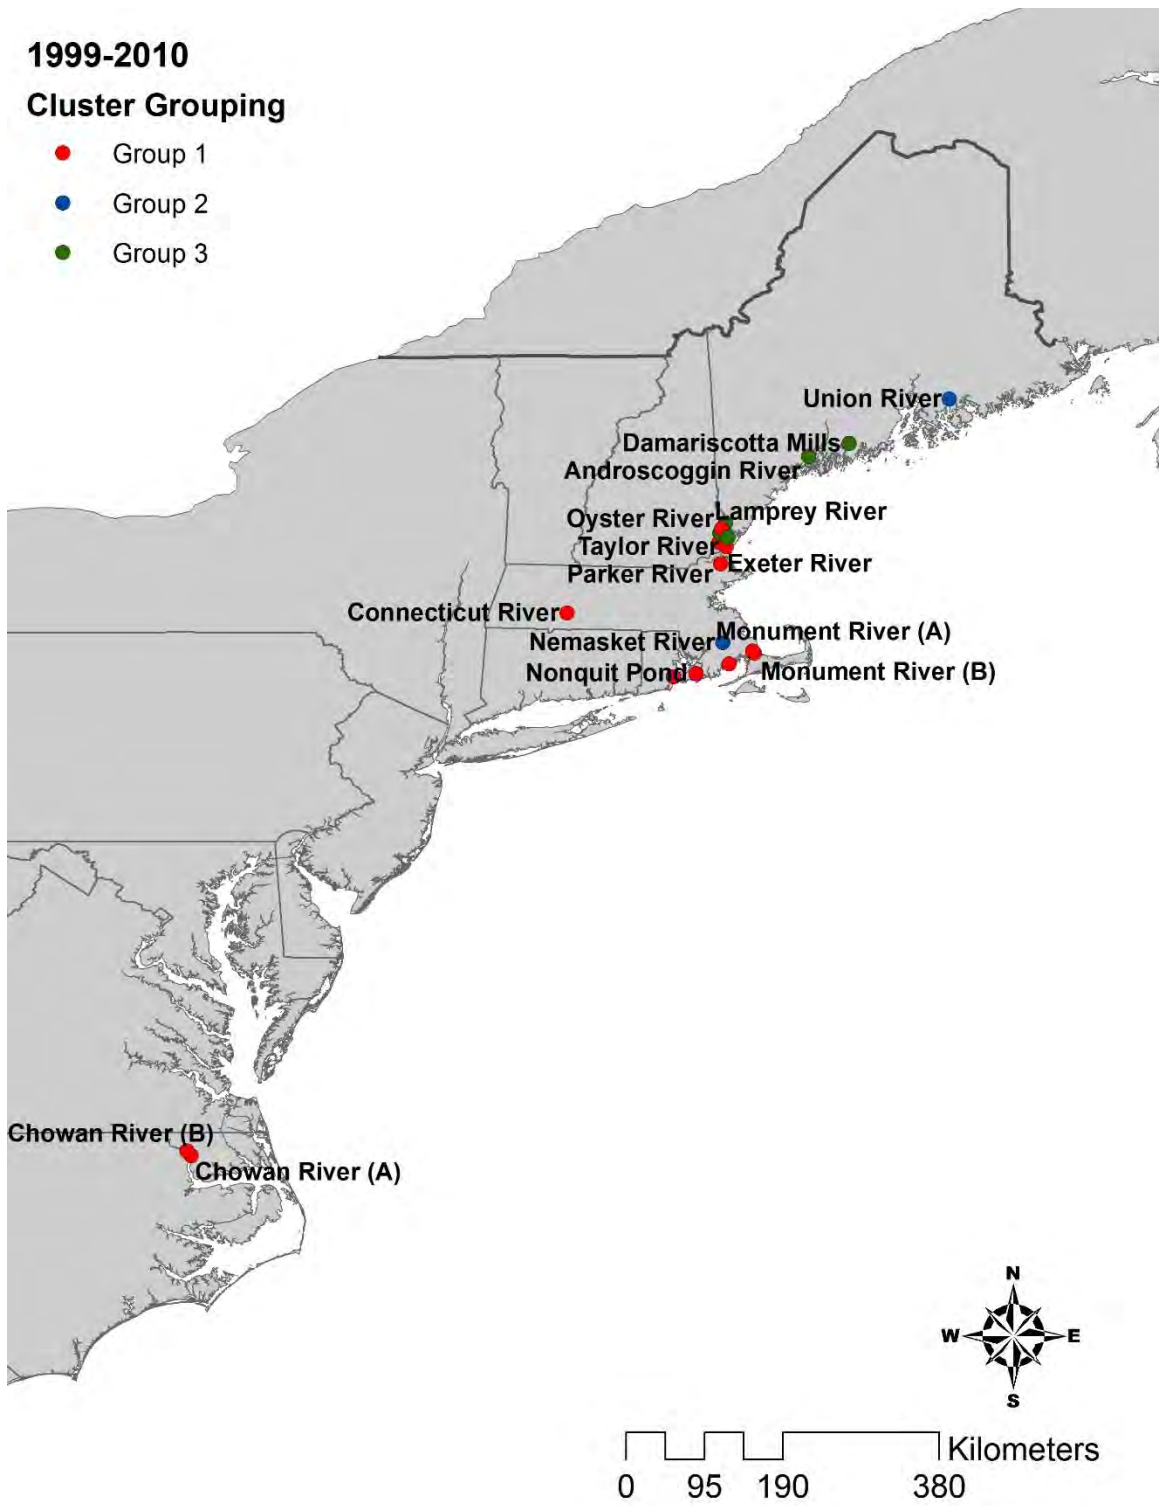 1999-2010
Cluster Grouping
Group 1
Group 2
Group 3
Union River
Damariscotta Mills
Androscoggin River
Lamprey River
Oyster River
Taylor River
Exeter River
Parker River
Connecticut River
Monument River (A)
Nemasket River
Nonquit Pond
Monument River (B)
Chowan River (B)
Chowan River (A)
N
W E
S
Kilometers
0 95 190 380